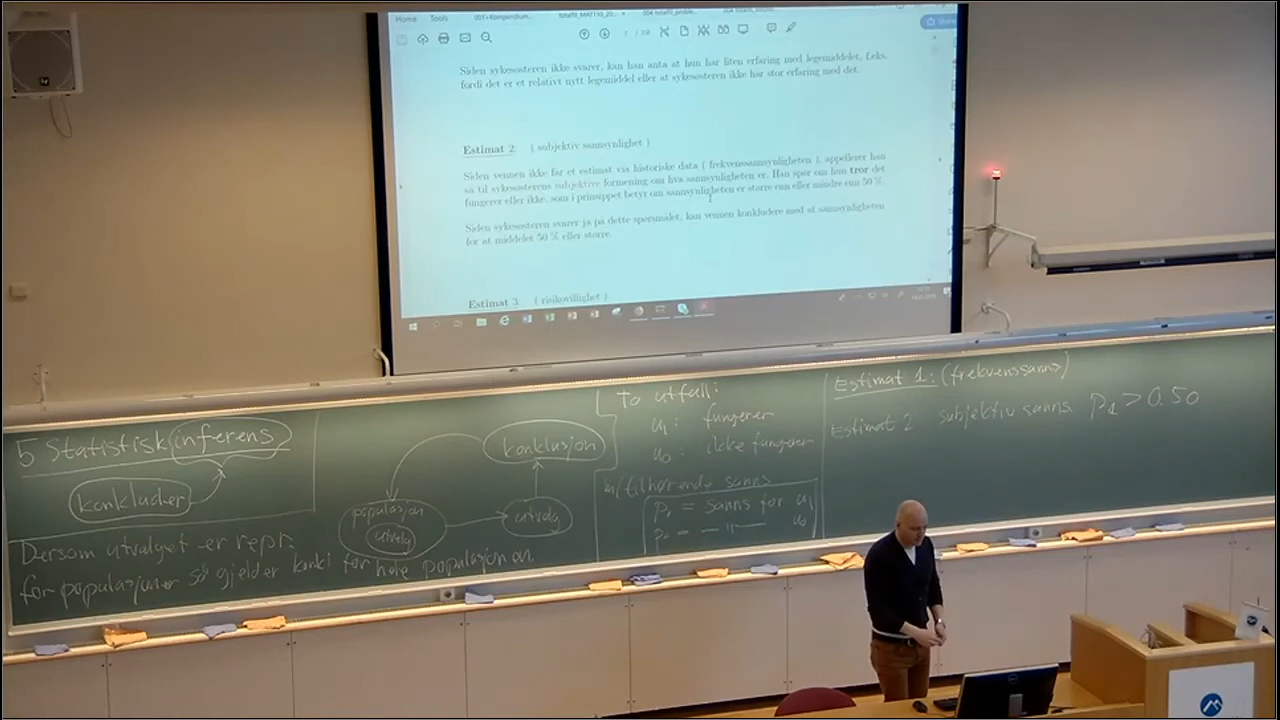 Home Tools
Siden sykesøsteren ikke svarer, kan han anta at hun har liten erfaring med legemiddelet, f.eks.
fordi det er et relativt nytt legemiddel eller at sykesøsteren ikke har stor erfaring med det.
Estimat 2: ( subjektiv sannsynlighet )
Siden vennen ikke får et estimat via historiske data ( frekvenssannsynligheten ), appellerer han
så til sykesøsterens subjektive formening om hva sannsynligheten er. Han spør om hun tror det
fungerer eller ikke, som i prinsippet betyr om sannsynligheten er større enn eller mindre enn 50 %.
Siden sykesøsteren svarer ja på dette spørsmålet, kan vennen konkludere med at sannsynligheten
for at middelet 50 % eller større.
Estimat 3: ( risikovillighet )
5 Statistisk inferens
konkluder
Dersom utvalget er repr.
for populasjonen så gjelder konkl for hele populasjonen.
konklusjon
populasjon
utvalg
utvalg
To utfall:
u1: fungerer
u0: ikke fungerer
m/tilhørende sanns
p1 = sanns for u1
= — " — u0
Estimat 1: (frekvenssanns)
Estimat 2 subjektiv sanns. p1 > 0.50